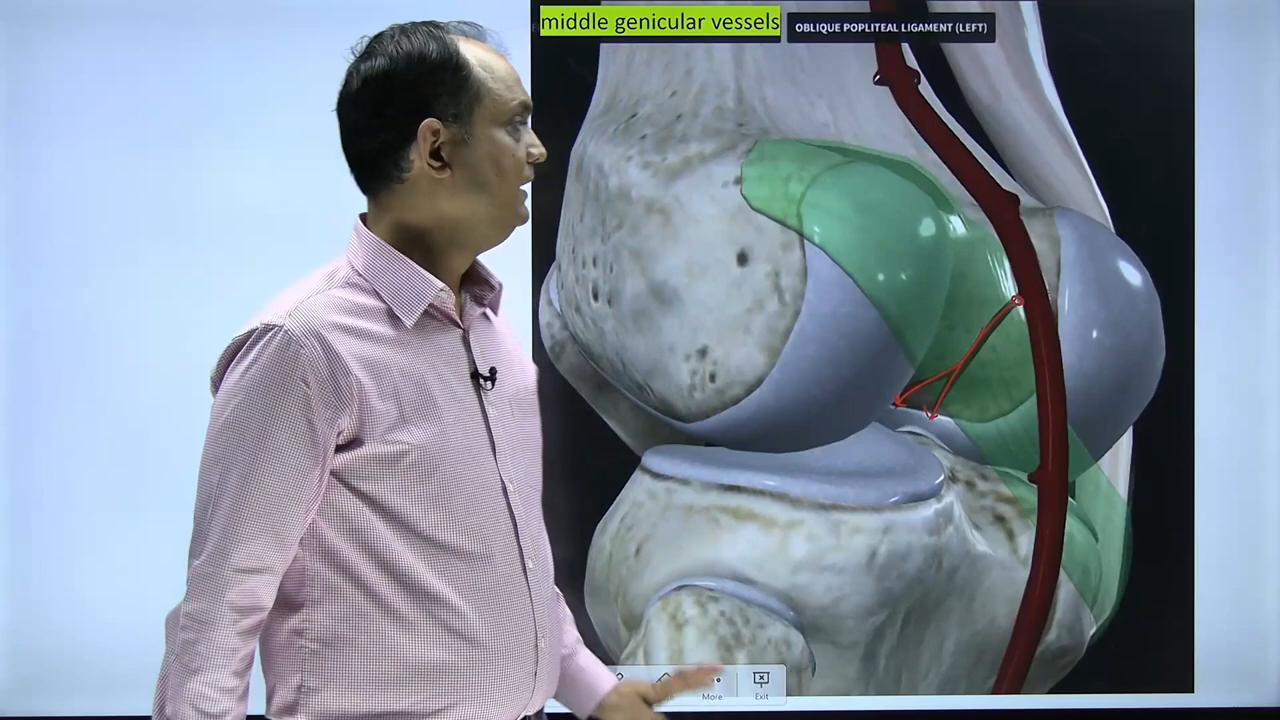 middle genicular vessels
OBLIQUE POPLITEAL LIGAMENT (LEFT)
More
Exit